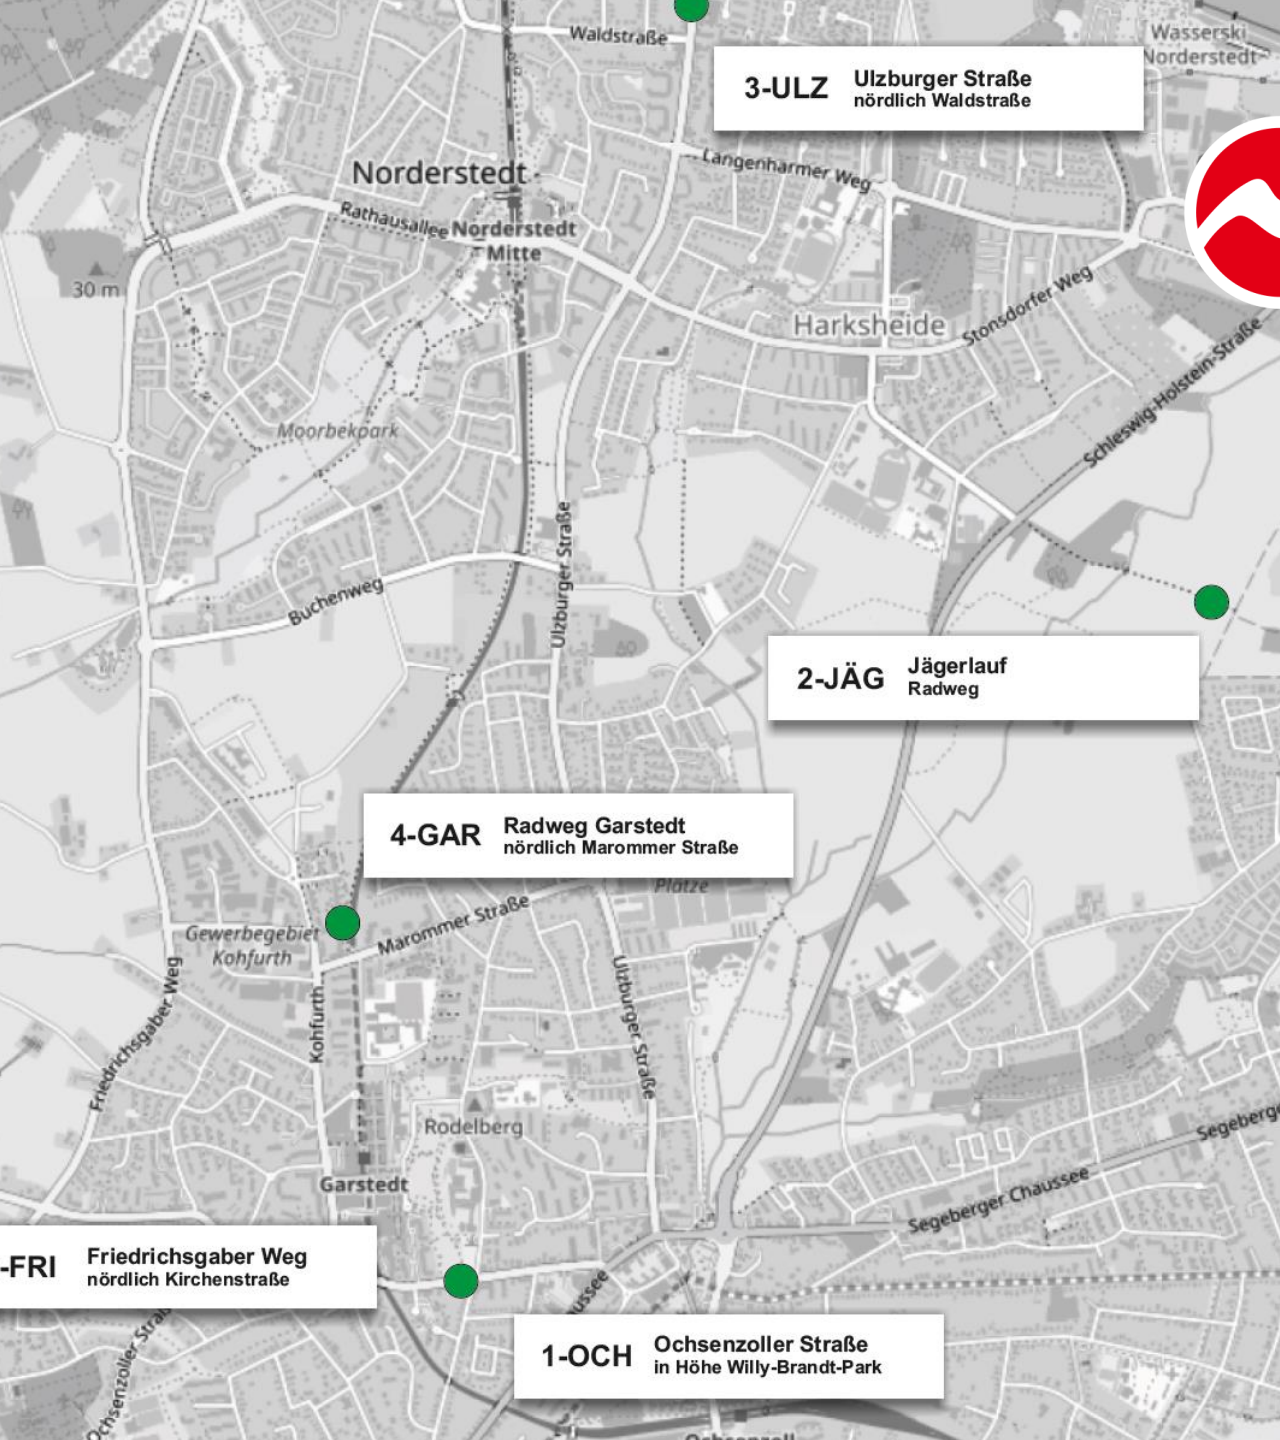 Waldstraße
Wasserski
Norderstedt
3-ULZ
Ulzburger Straße
nördlich Waldstraße
Langenharmer Weg
Norderstedt
Rathausallee
Norderstedt
Mitte
30 m
Harksheide
Stonsdorfer Weg
Schleswig-Holstein-Straße
Moorbekpark
Ulzburger Straße
Buchenweg
2-JÄG
Jägerlauf
Radweg
4-GAR
Radweg Garstedt
nördlich Marommer Straße
Plätze
Marommer Straße
Gewerbegebiet
Kohfurth
Friedrichsgaber Weg
Kohfurth
Ulzburger Straße
Rodelberg
Garstedt
Segeberger
Segeberger Chaussee
-FRI
Friedrichsgaber Weg
nördlich Kirchenstraße
Ochsenzoller Straße
1-OCH
Ochsenzoller Straße
in Höhe Willy-Brandt-Park
Ochsenzoll